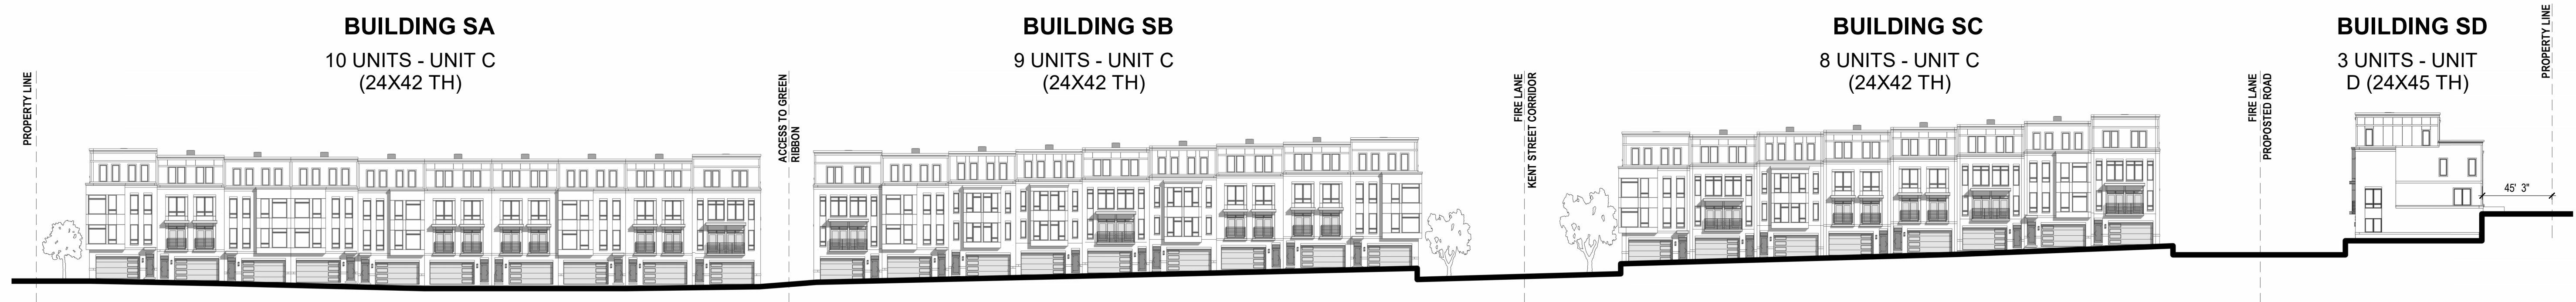 BUILDING SA
10 UNITS - UNIT C
(24X42 TH)
BUILDING SB
9 UNITS - UNIT C
(24X42 TH)
BUILDING SC
8 UNITS - UNIT C
(24X42 TH)
BUILDING SD
3 UNITS - UNIT
D (24X45 TH)
PROPERTY LINE
ACCESS TO GREEN
RIBBON
FIRE LANE
KENT STREET CORRIDOR
FIRE LANE
PROPOSTED ROAD
PROPERTY LINE
45' 3"